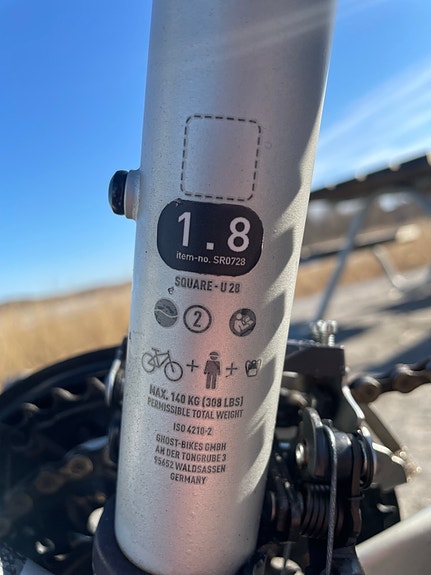 1.8
item-no. SR0728
SQUARE - U 28
2
+ +
MAX. 140 KG (308 LBS)
PERMISSIBLE TOTAL WEIGHT
ISO 4210-2
GHOST-BIKES GMBH
AN DER TONGRUBE 3
95652 WALDSASSEN
GERMANY